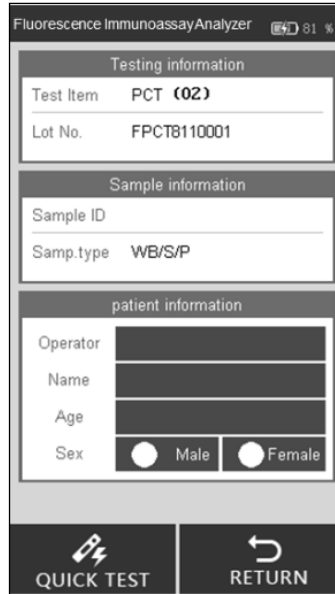 Fluorescence ImmunoassayAnalyzer 81 %
Testing information
Test Item PCT (02)
Lot No. FPCT8110001
Sample information
Sample ID
Samp.type WB/S/P
patient information
Operator
Name
Age
Sex Male Female
QUICK TEST RETURN